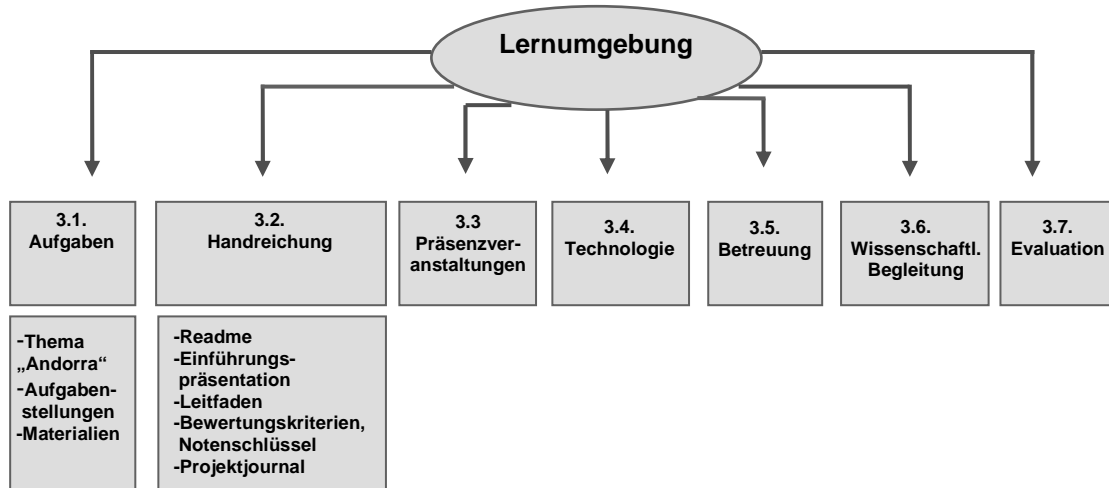 Lernumgebung
3.1.
Aufgaben
3.2.
Handreichung
3.3
Präsenzver-
anstaltungen
3.4.
Technologie
3.5.
Betreuung
3.6.
Wissenschaftl.
Begleitung
3.7.
Evaluation
-Thema
„Andorra“
-Aufgaben-
stellungen
-Materialien
-Readme
-Einführungs-
präsentation
-Leitfaden
-Bewertungskriterien,
Notenschlüssel
-Projektjournal